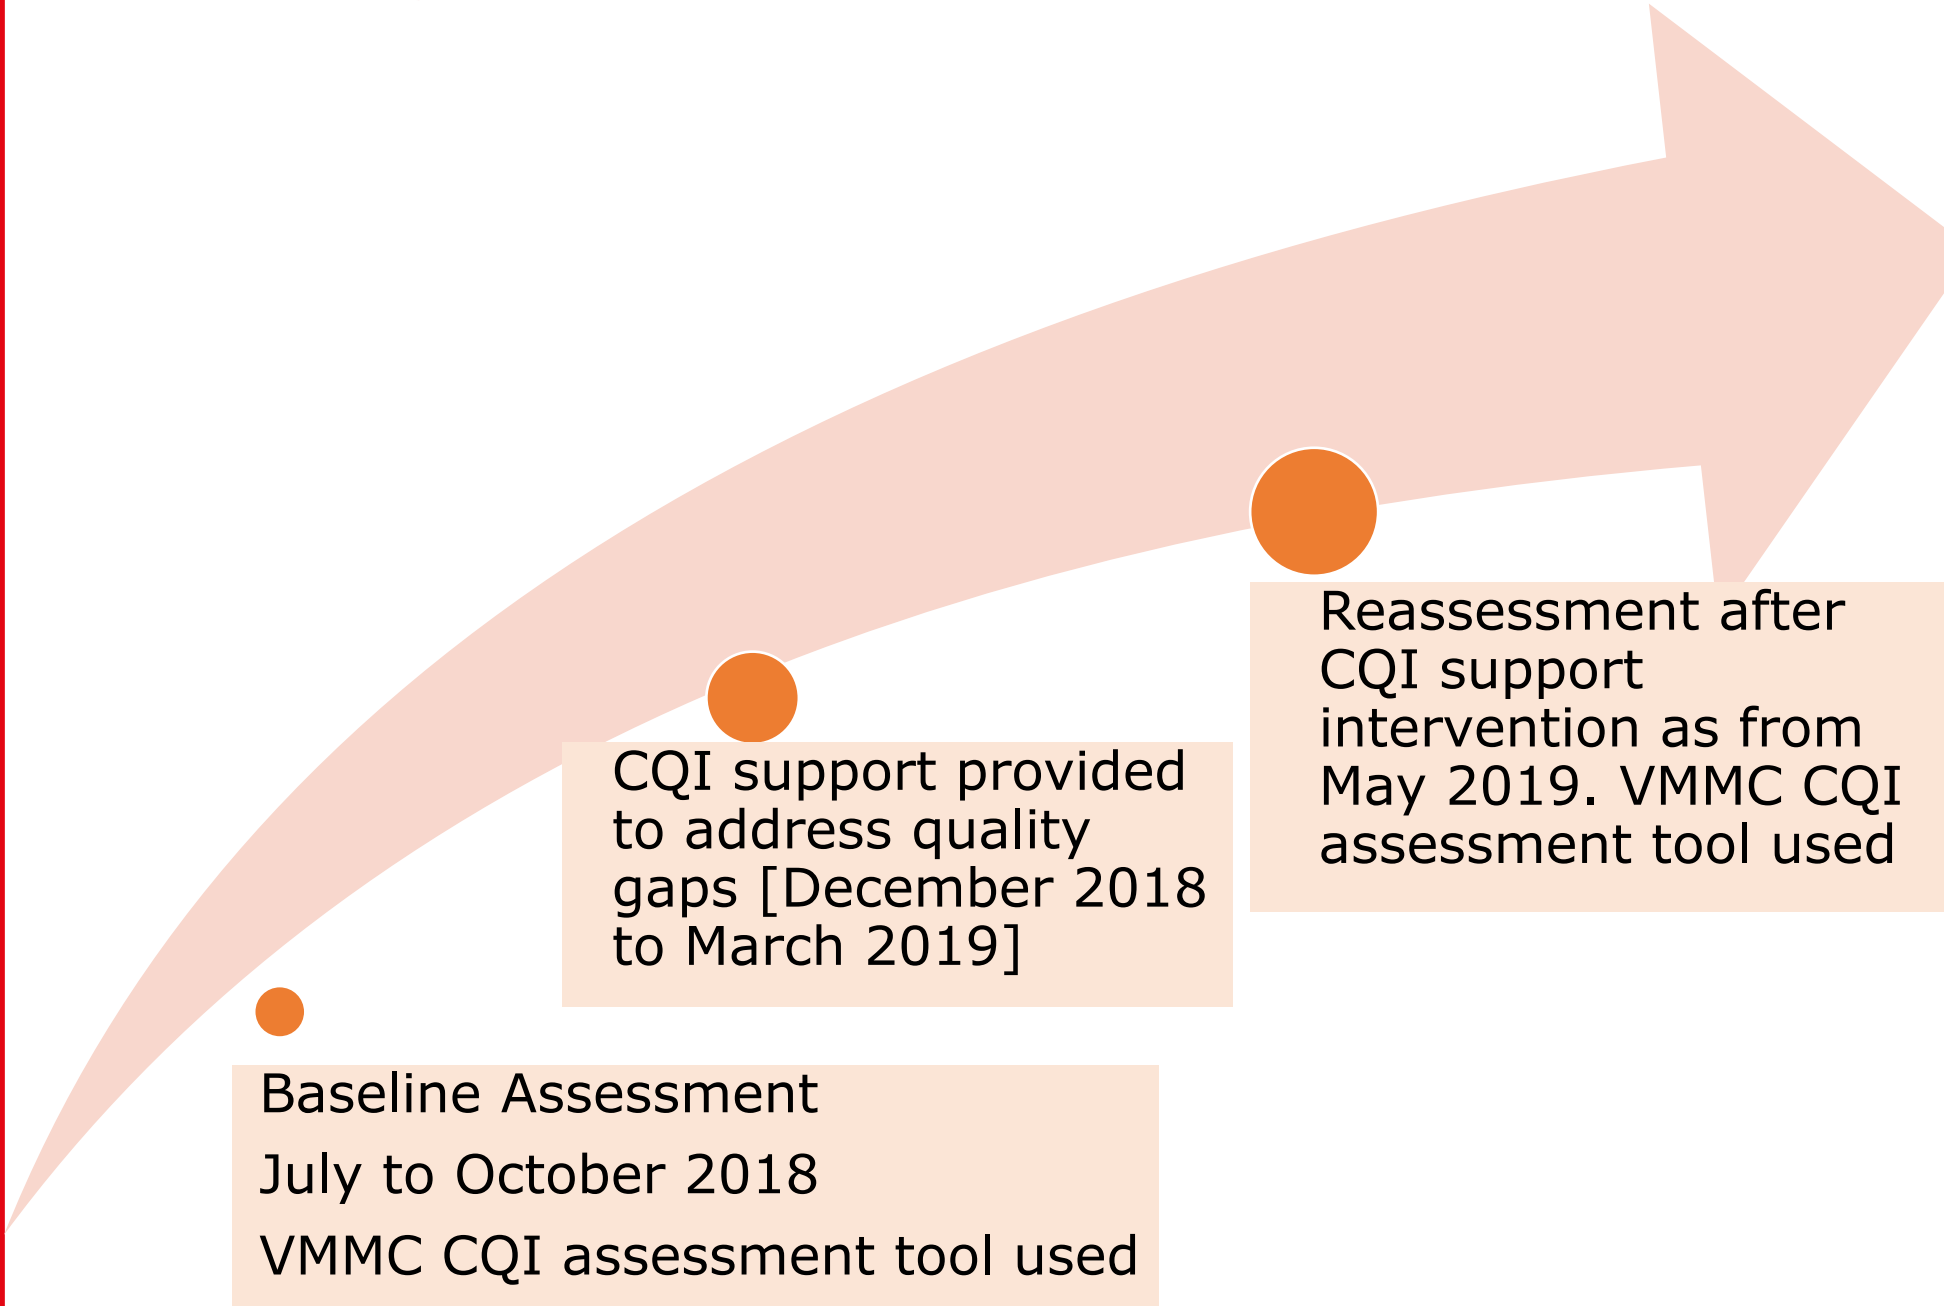 Baseline Assessment
July to October 2018
VMMC CQI assessment tool used
CQI support provided
to address quality
gaps [December 2018
to March 2019]
Reassessment after
CQI support
intervention as from
May 2019. VMMC CQI
assessment tool used